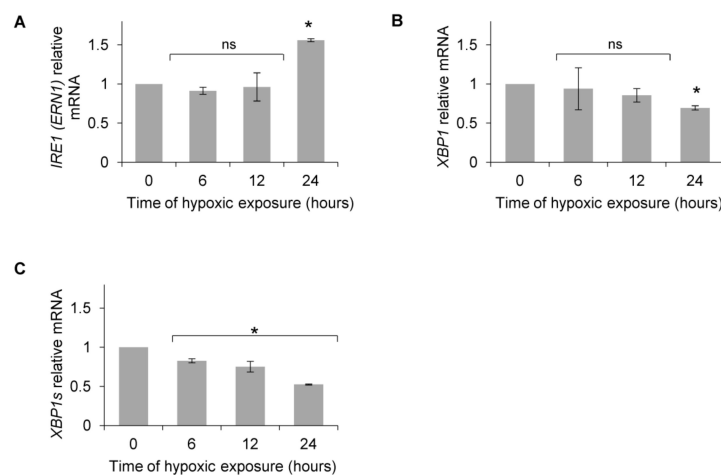 A
IRE1 (ERN1) relative
mRNA
1.5
1
0.5
0
ns
*
0 6 12 24
Time of hypoxic exposure (hours)
B
XBP1 relative mRNA
1.5
1
0.5
0
ns
*
0 6 12 24
Time of hypoxic exposure (hours)
C
XBP1s relative mRNA
1.5
1
0.5
0
*
0 6 12 24
Time of hypoxic exposure (hours)